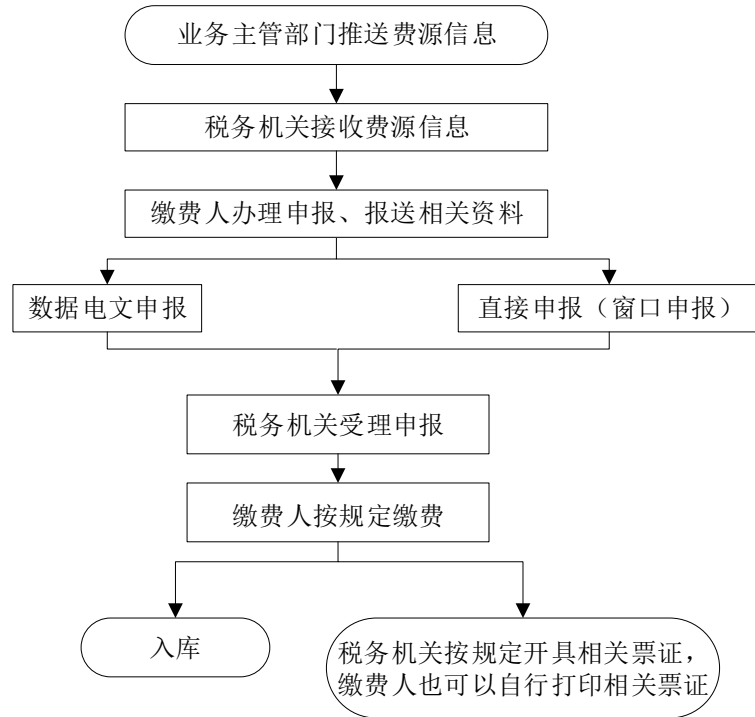 业务主管部门推送费源信息
税务机关接收费源信息
缴费人办理申报、报送相关资料
数据电文申报
直接申报（窗口申报）
税务机关受理申报
缴费人按规定缴费
入库
税务机关按规定开具相关票证，
缴费人也可以自行打印相关票证